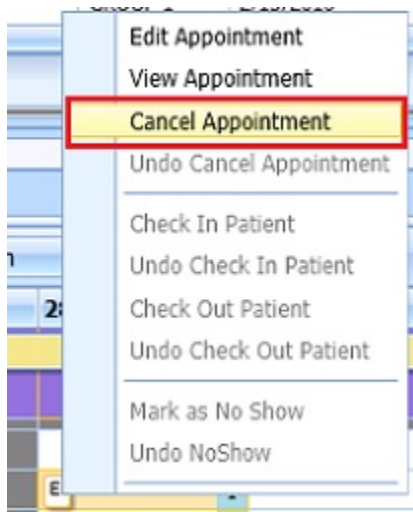 Edit Appointment
View Appointment
Cancel Appointment
Undo Cancel Appointment
Check In Patient
Undo Check In Patient
Check Out Patient
Undo Check Out Patient
Mark as No Show
Undo NoShow
E